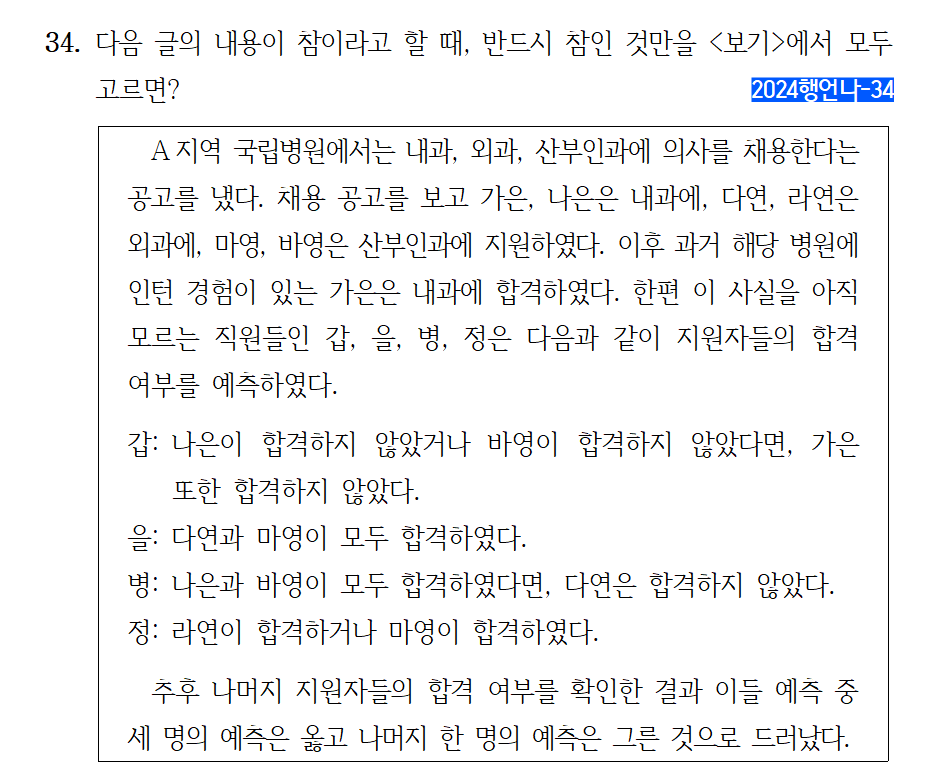 34. 다음 글의 내용이 참이라고 할 때, 반드시 참인 것만을 <보기>에서 모두
고르면?
2024행언나-34
A지역 국립병원에서는 내과, 외과, 산부인과에 의사를 채용한다는
공고를 냈다. 채용 공고를 보고 가은, 나은은 내과에, 다연, 라연은
외과에, 마영, 바영은 산부인과에 지원하였다. 이후 과거 해당 병원에
인턴 경험이 있는 가은은 내과에 합격하였다. 한편 이 사실을 아직
모르는 직원들인 갑, 을, 병, 정은 다음과 같이 지원자들의 합격
여부를 예측하였다.
갑: 나은이 합격하지 않았거나 바영이 합격하지 않았다면, 가은
또한 합격하지 않았다.
을: 다연과 마영이 모두 합격하였다.
병: 나은과 바영이 모두 합격하였다면, 다연은 합격하지 않았다.
정: 라연이 합격하거나 마영이 합격하였다.
추후 나머지 지원자들의 합격 여부를 확인한 결과 이들 예측 중
세 명의 예측은 옳고 나머지 한 명의 예측은 그른 것으로 드러났다.